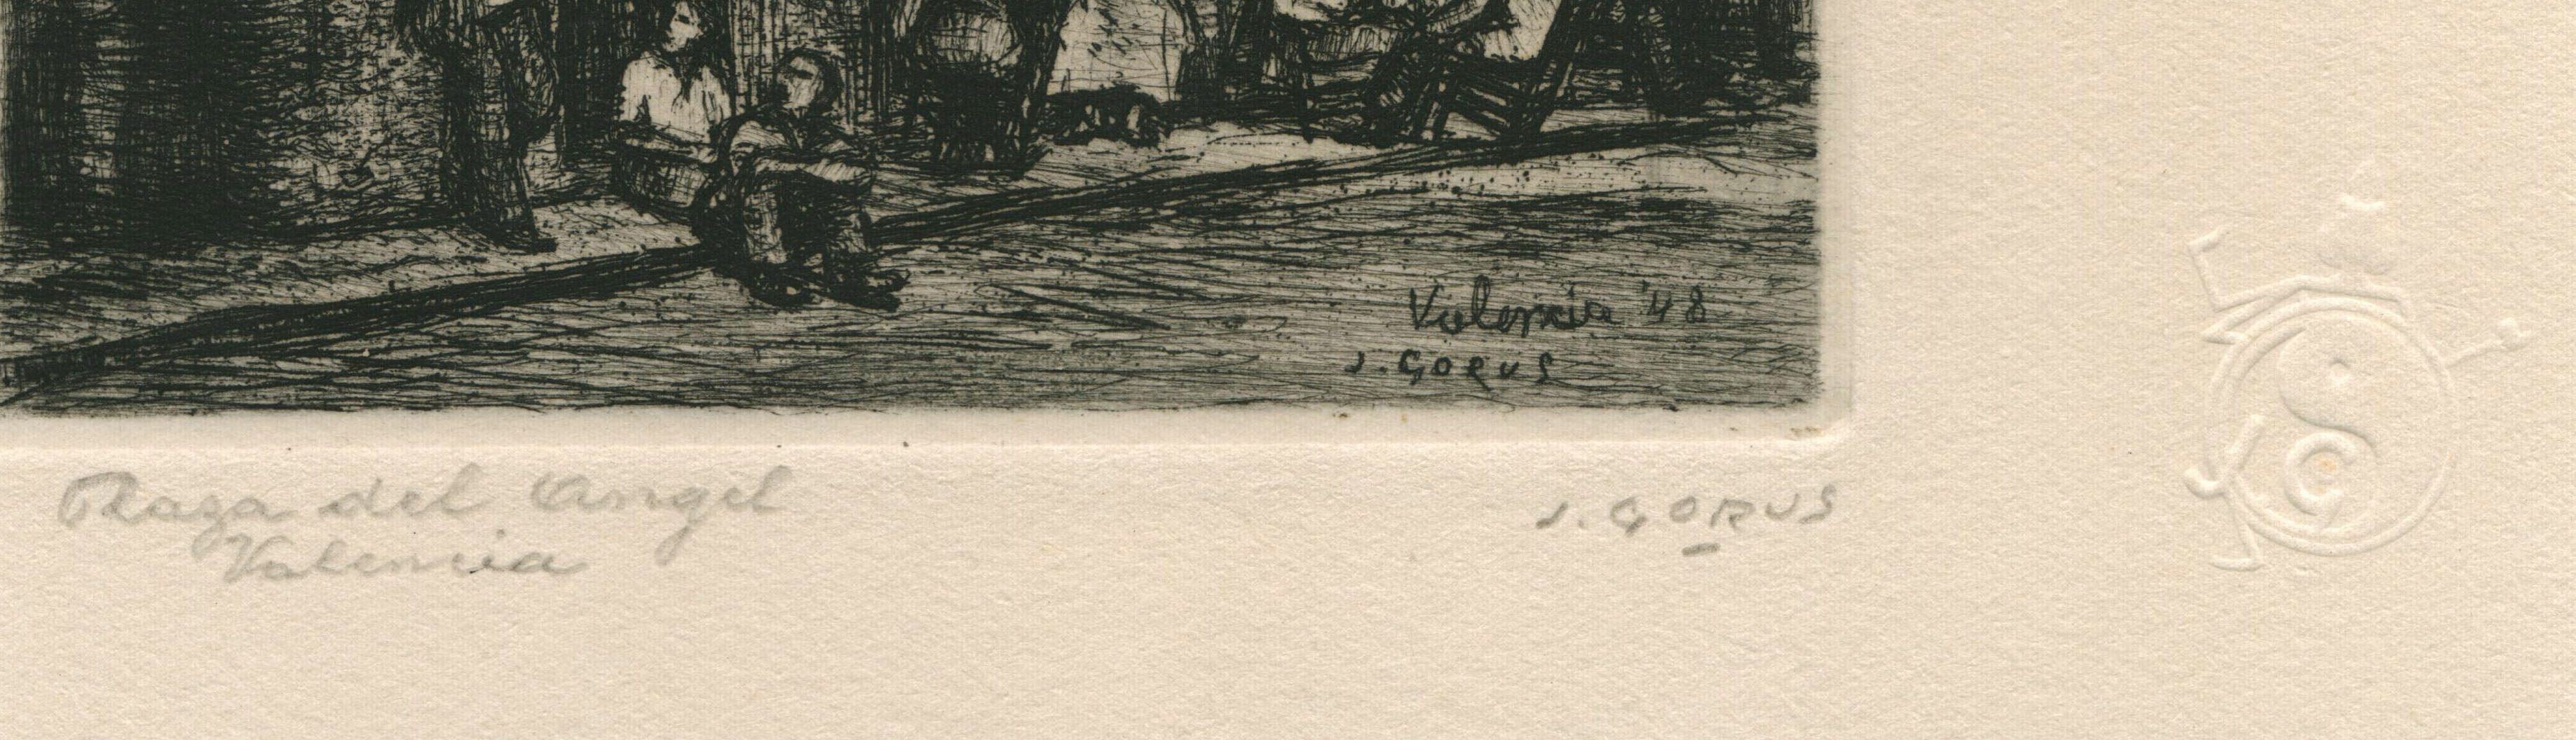 Valencia '48
J. GORUS
Plaza del Angel
Valencia
J. GORUS